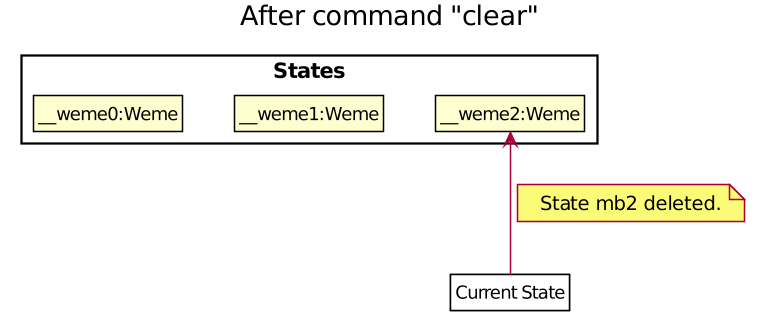 After command "clear"
States
__weme0:Weme
__weme1:Weme
__weme2:Weme
State mb2 deleted.
Current State